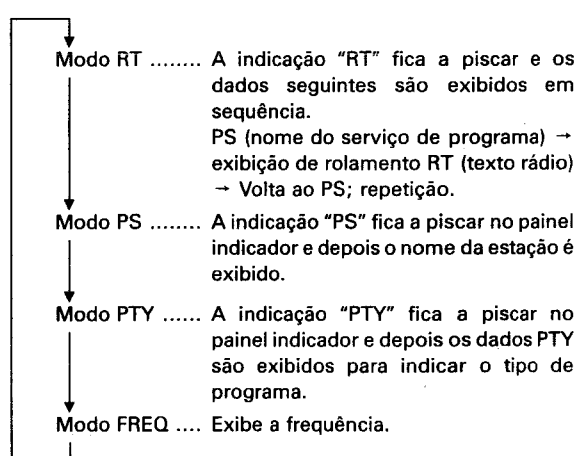 Modo RT ........ A indicação "RT" fica a piscar e os
dados seguintes são exibidos em
sequência.
PS (nome do serviço de programa) →
exibição de rolamento RT (texto rádio)
→ Volta ao PS; repetição.
Modo PS ........ A indicação "PS" fica a piscar no painel
indicador e depois o nome da estação é
exibido.
Modo PTY ...... A indicação "PTY" fica a piscar no
painel indicador e depois os dados PTY
são exibidos para indicar o tipo de
programa.
Modo FREQ .... Exibe a frequência.